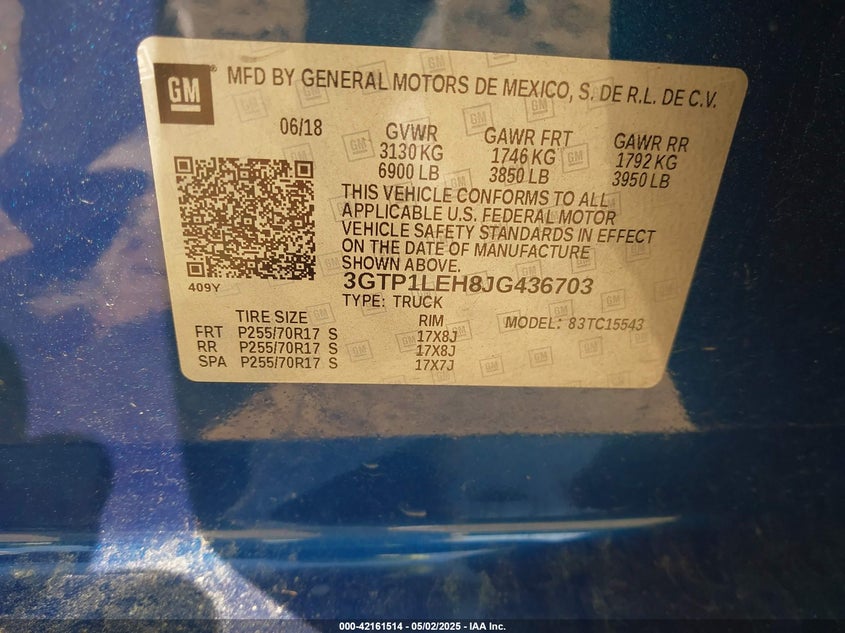 GM
MFD BY GENERAL MOTORS DE MEXICO, S. DE R.L. DE C.V.
06/18 GVWR GAWR FRT GAWR RR
3130 KG 1746 KG 1792 KG
6900 LB 3850 LB 3950 LB
THIS VEHICLE CONFORMS TO ALL
APPLICABLE U.S. FEDERAL MOTOR
VEHICLE SAFETY STANDARDS IN EFFECT
ON THE DATE OF MANUFACTURE
SHOWN ABOVE.
409Y
3GTP1LEH8JG436703
TYPE: TRUCK
TIRE SIZE RIM MODEL: 83TC15543
FRT P255/70R17 S 17X8J
RR P255/70R17 S 17X8J
SPA P255/70R17 S 17X7J
000-42161514 - 05/02/2025 - IAA Inc.